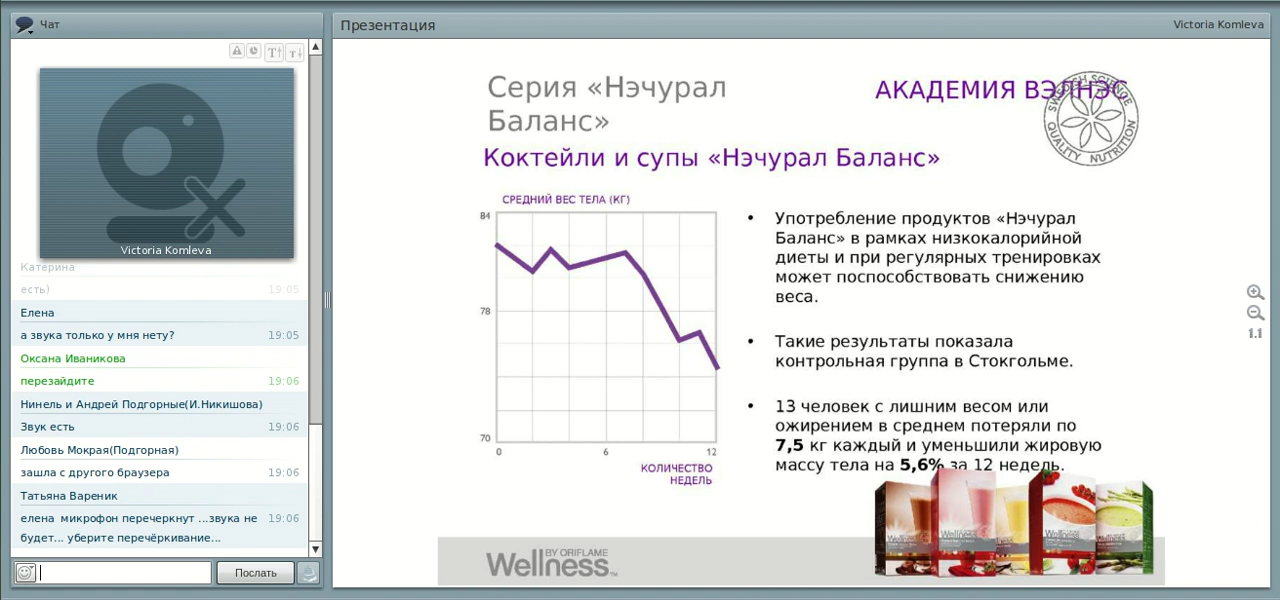 Чат
Victoria Komleva
Катерина
есть) 19:05
Елена
а звука только у мня нету? 19:05
Оксана Иваникова
перезайдите 19:06
Нинель и Андрей Подгорные(И.Никишова)
Звук есть 19:06
Любовь Мокрая(Подгорная)
зашла с другого браузера 19:06
Татьяна Вареник
елена микрофон перечеркнут ...звука не 19:06
будет... уберите перечёркивание...
Послать
Презентация
Victoria Komleva
Серия «Нэчурал
Баланс»
АКАДЕМИЯ ВЭЛНЭС
SWEDISH SCIENCE
QUALITY NUTRITION
Коктейли и супы «Нэчурал Баланс»
СРЕДНИЙ ВЕС ТЕЛА (КГ)
84
78
70
0 6 12
КОЛИЧЕСТВО
НЕДЕЛЬ
• Употребление продуктов «Нэчурал
Баланс» в рамках низкокалорийной
диеты и при регулярных тренировках
может поспособствовать снижению
веса.
• Такие результаты показала
контрольная группа в Стокгольме.
• 13 человек с лишним весом или
ожирением в среднем потеряли по
7,5 кг каждый и уменьшили жировую
массу тела на 5,6% за 12 недель.
BY ORIFLAME
Wellness™
Wellness
Wellness
1.1